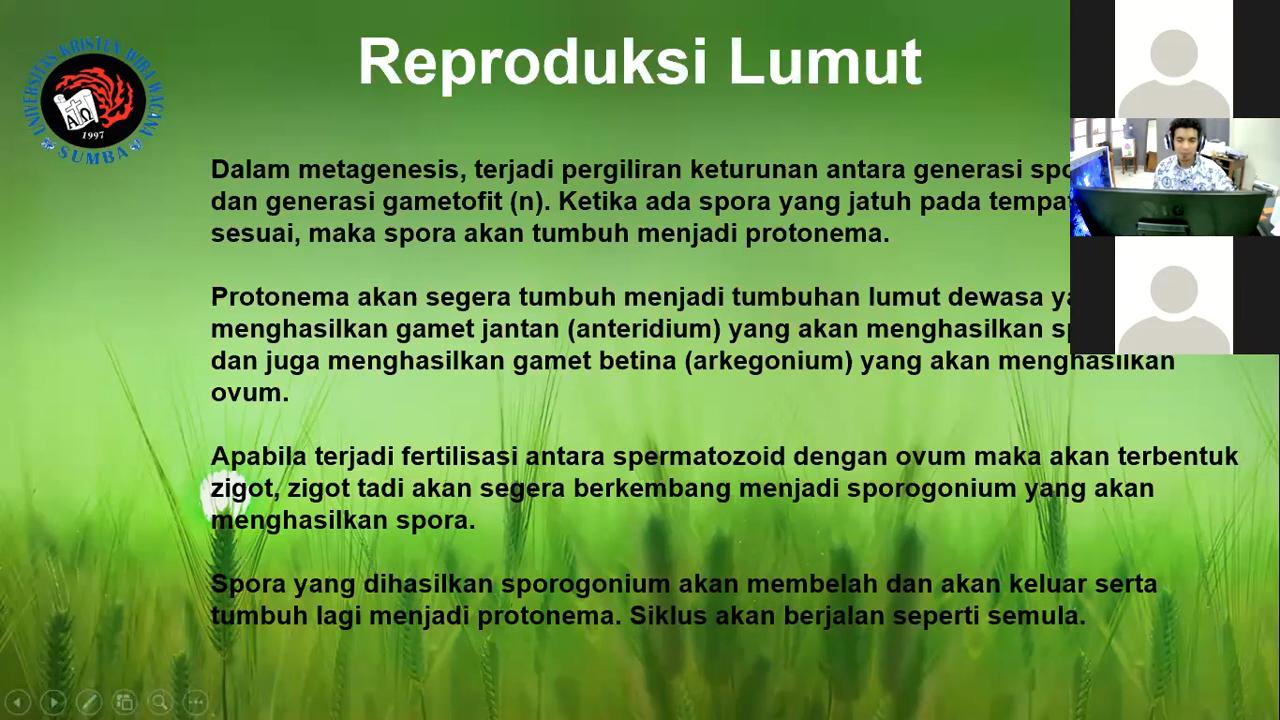 Reproduksi Lumut
UNIVERSITAS KRISTEN WIRA WACANA
SUMBA
ΑΩ
1997
Dalam metagenesis, terjadi pergiliran keturunan antara generasi
dan generasi gametofit (n). Ketika ada spora yang jatuh pada
sesuai, maka spora akan tumbuh menjadi protonema.
Protonema akan segera tumbuh menjadi tumbuhan lumut dewasa
menghasilkan gamet jantan (anteridium) yang akan menghasilkan
dan juga menghasilkan gamet betina (arkegonium) yang akan menghasilkan
ovum.
Apabila terjadi fertilisasi antara spermatozoid dengan ovum maka akan terbentuk
zigot, zigot tadi akan segera berkembang menjadi sporogonium yang akan
menghasilkan spora.
Spora yang dihasilkan sporogonium akan membelah dan akan keluar serta
tumbuh lagi menjadi protonema. Siklus akan berjalan seperti semula.